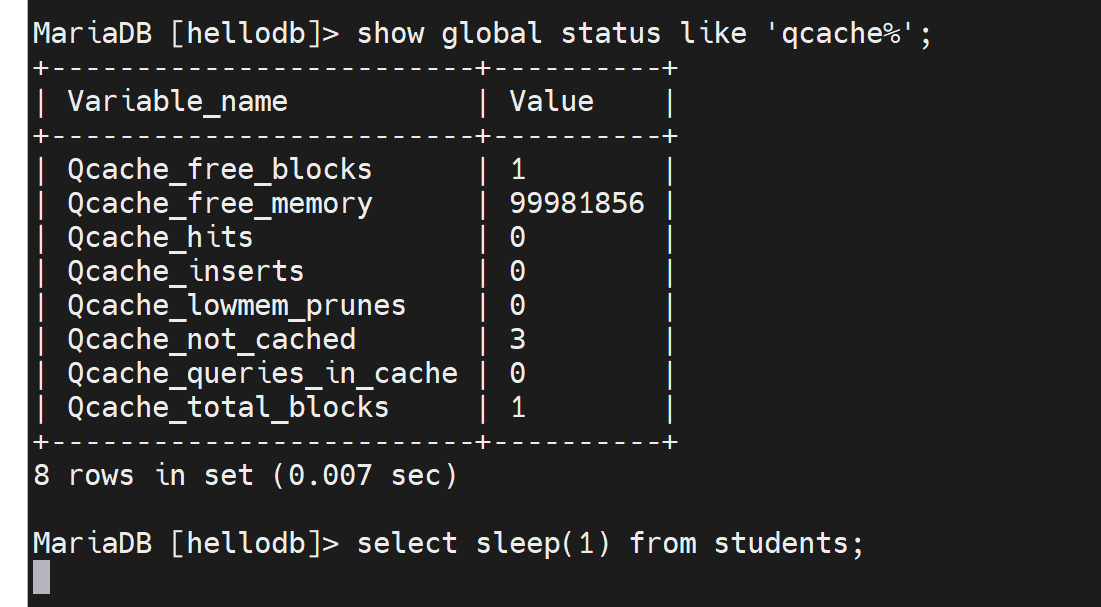 MariaDB [hellodb]> show global status like 'qcache%';
+-------------------------+----------+
| Variable_name           | Value    |
+-------------------------+----------+
| Qcache_free_blocks      | 1        |
| Qcache_free_memory      | 99981856 |
| Qcache_hits             | 0        |
| Qcache_inserts          | 0        |
| Qcache_lowmem_prunes    | 0        |
| Qcache_not_cached       | 3        |
| Qcache_queries_in_cache | 0        |
| Qcache_total_blocks     | 1        |
+-------------------------+----------+
8 rows in set (0.007 sec)
MariaDB [hellodb]> select sleep(1) from students;